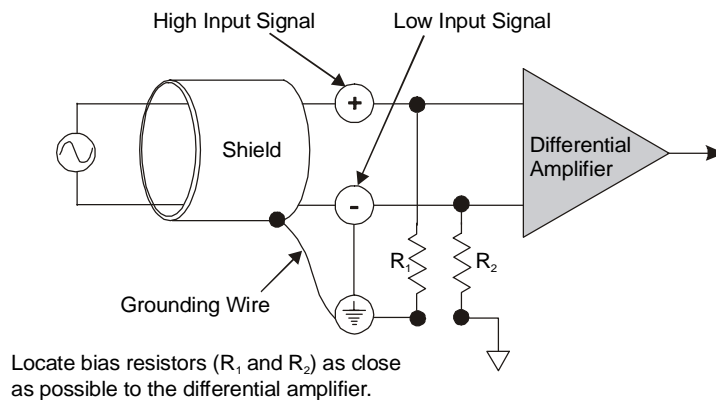 High Input Signal
Low Input Signal
+
Shield
Differential
Amplifier
-
R₁
R₂
Grounding Wire
Locate bias resistors (R₁ and R₂) as close
as possible to the differential amplifier.